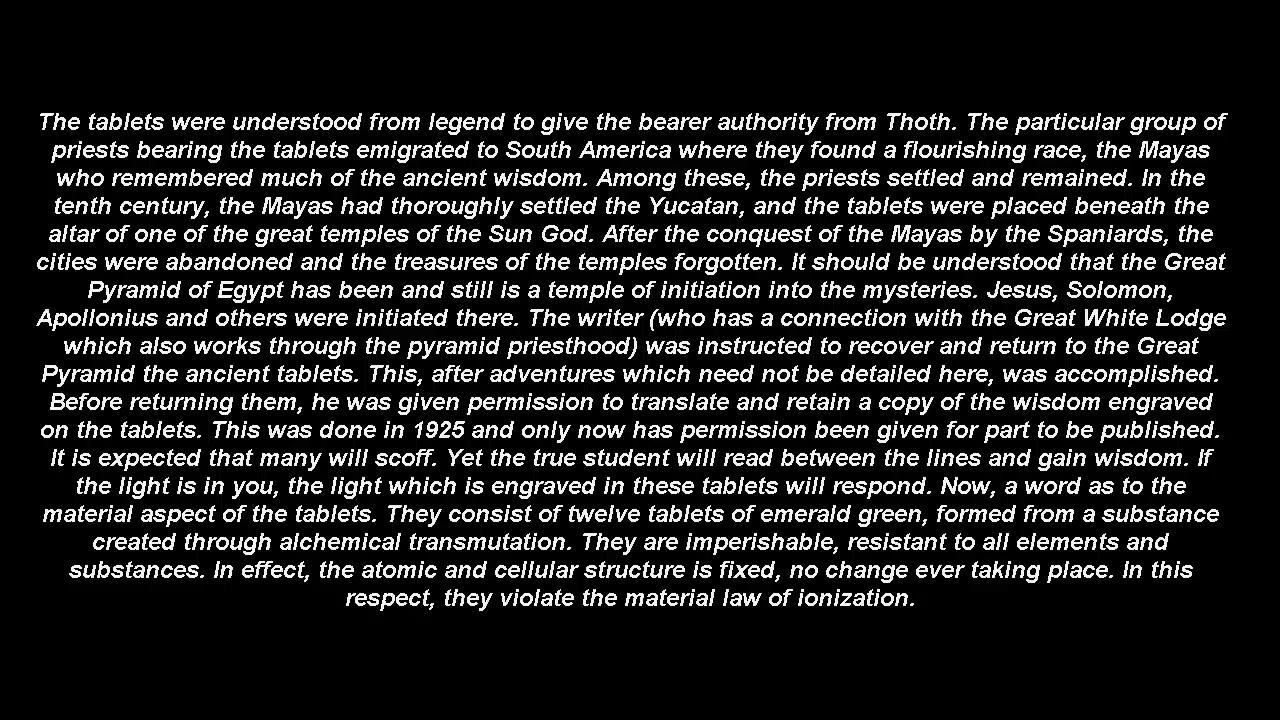 The tablets were understood from legend to give the bearer authority from Thoth. The particular group of
priests bearing the tablets emigrated to South America where they found a flourishing race, the Mayas
who remembered much of the ancient wisdom. Among these, the priests settled and remained. In the
tenth century, the Mayas had thoroughly settled the Yucatan, and the tablets were placed beneath the
altar of one of the great temples of the Sun God. After the conquest of the Mayas by the Spaniards, the
cities were abandoned and the treasures of the temples forgotten. It should be understood that the Great
Pyramid of Egypt has been and still is a temple of initiation into the mysteries. Jesus, Solomon,
Apollonius and others were initiated there. The writer (who has a connection with the Great White Lodge
which also works through the pyramid priesthood) was instructed to recover and return to the Great
Pyramid the ancient tablets. This, after adventures which need not be detailed here, was accomplished.
Before returning them, he was given permission to translate and retain a copy of the wisdom engraved
on the tablets. This was done in 1925 and only now has permission been given for part to be published.
It is expected that many will scoff. Yet the true student will read between the lines and gain wisdom. If
the light is in you, the light which is engraved in these tablets will respond. Now, a word as to the
material aspect of the tablets. They consist of twelve tablets of emerald green, formed from a substance
created through alchemical transmutation. They are imperishable, resistant to all elements and
substances. In effect, the atomic and cellular structure is fixed, no change ever taking place. In this
respect, they violate the material law of ionization.